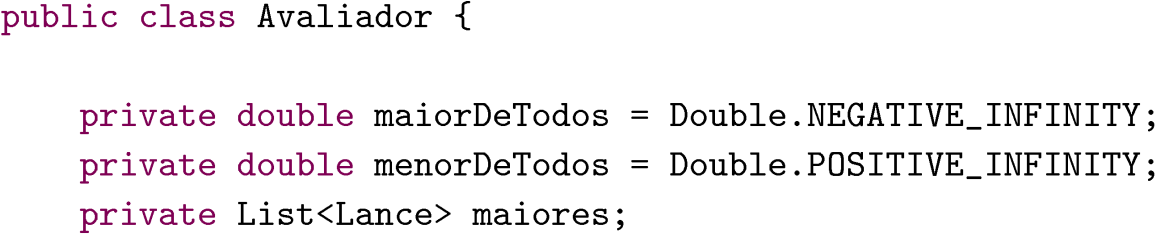 public class Avaliador {
    private double maiorDeTodos = Double.NEGATIVE_INFINITY;
    private double menorDeTodos = Double.POSITIVE_INFINITY;
    private List<Lance> maiores;